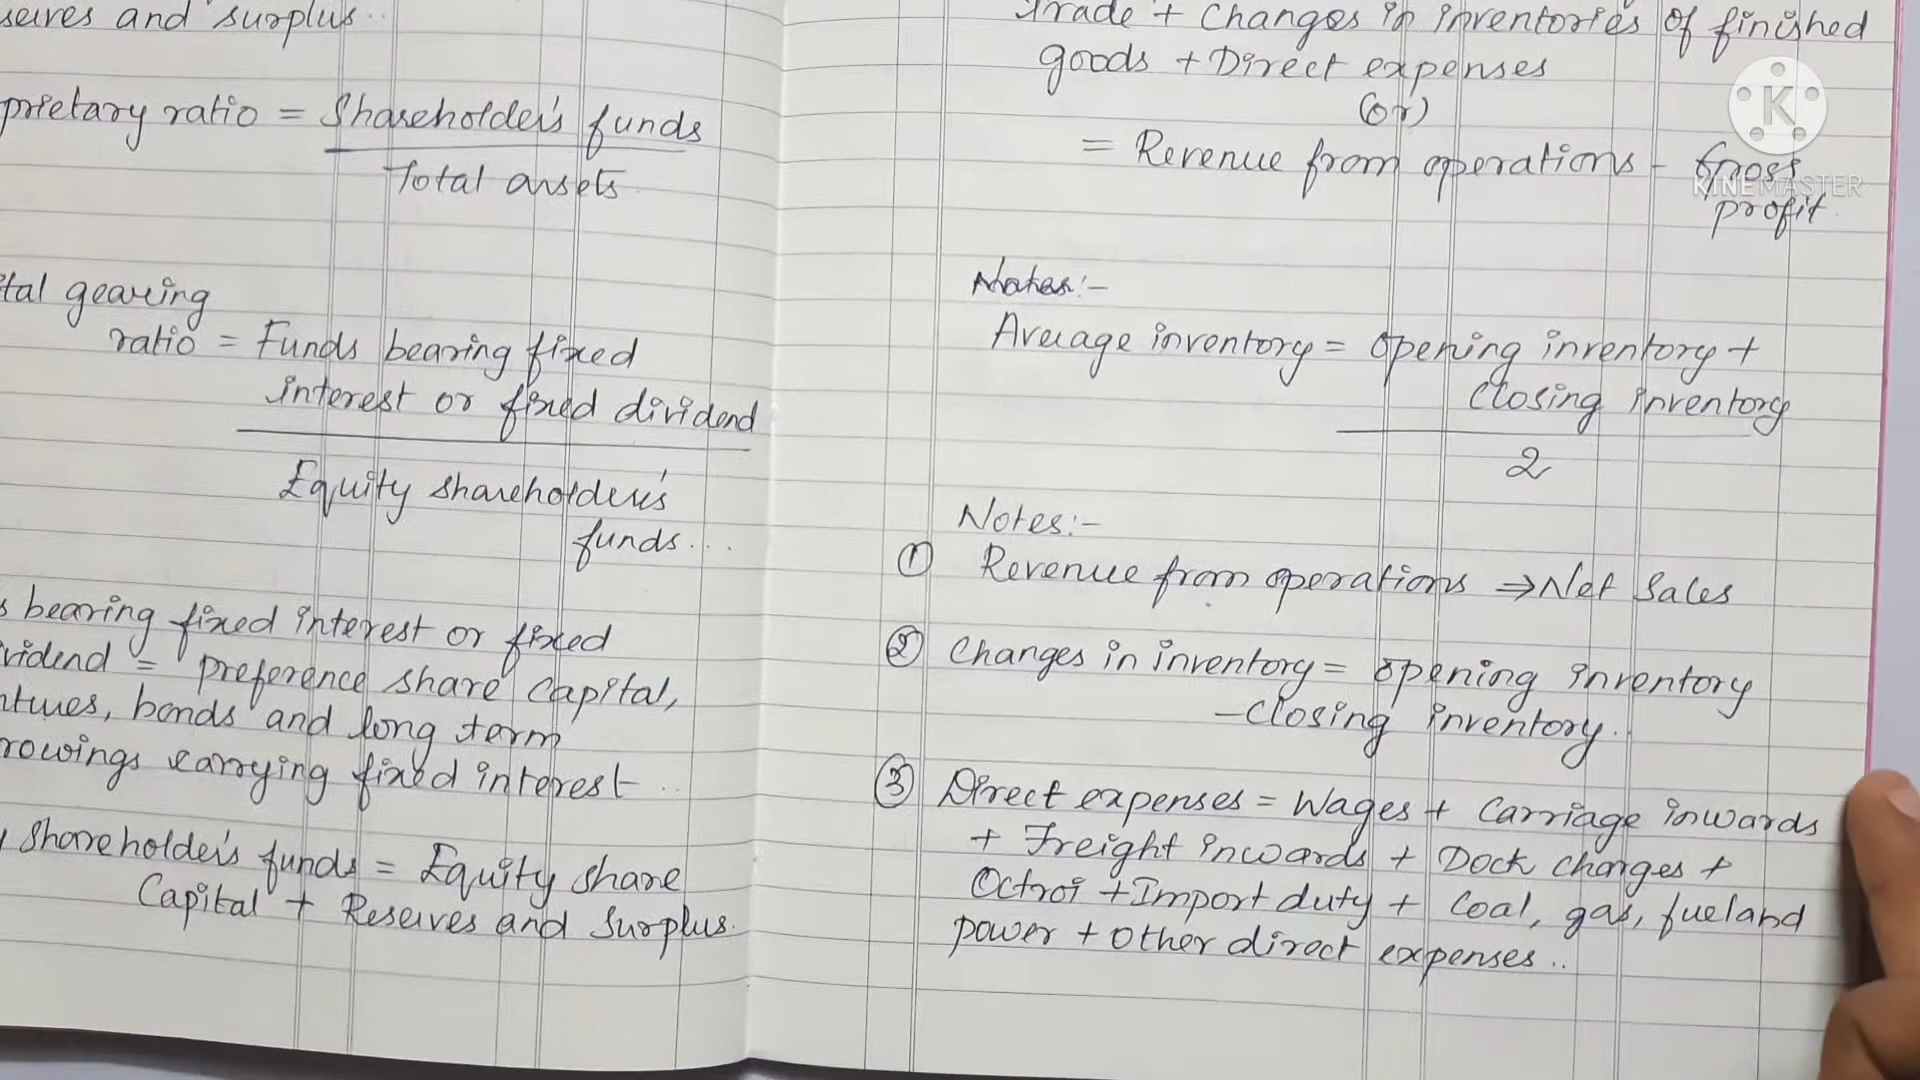 seives and surplus..
prietary ratio = Shareholder's funds
Total assets
ital gearing
ratio = Funds bearing fixed
interest or fixed dividend
Equity shareholder's
funds...
s bearing fixed interest or fixed
vidend = preference share capital,
ntures, bonds and long term
rowings carrying fixed interest..
Shareholder's funds = Equity share
Capital + Reserves and Surplus.
Trade + Changes in inventories of finished
goods + Direct expenses
(or)
= Revenue from operations - Gross
profit.
Notes:-
Average inventory = Opening inventory +
Closing inventory
2
Notes:-
① Revenue from operations ⇒ Net Sales
② Changes in inventory = Opening inventory
- Closing inventory.
③ Direct expenses = Wages + Carriage inwards
+ Freight inwards + Dock charges +
Octroi + Import duty + Coal, gas, fuel and
power + Other direct expenses..
K
KINEMASTER